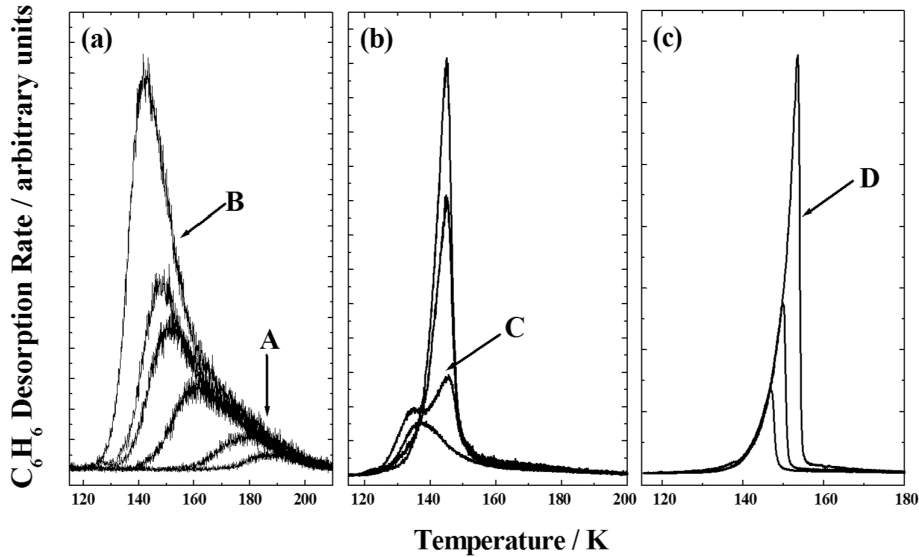 C6H6 Desorption Rate / arbitrary units
(a)
(b)
(c)
B
A
C
D
120 140 160 180 200
120 140 160 180 200
120 140 160 180
Temperature / K